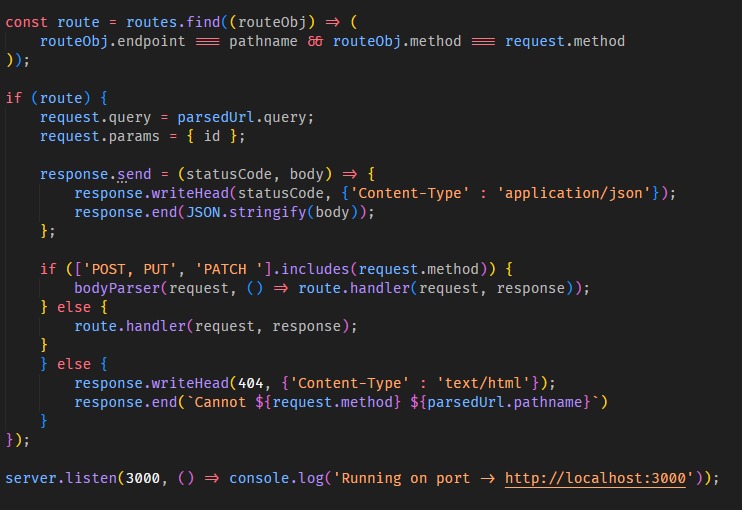 const route = routes.find((routeObj) => (
    routeObj.endpoint === pathname && routeObj.method === request.method
));

if (route) {
    request.query = parsedUrl.query;
    request.params = { id };

    response.send = (statusCode, body) => {
        response.writeHead(statusCode, {'Content-Type' : 'application/json'});
        response.end(JSON.stringify(body));
    };

    if (['POST, PUT', 'PATCH '].includes(request.method)) {
        bodyParser(request, () => route.handler(request, response));
    } else {
        route.handler(request, response);
    }
    } else {
        response.writeHead(404, {'Content-Type' : 'text/html'});
        response.end(`Cannot ${request.method} ${parsedUrl.pathname}`)
    }
});

server.listen(3000, () => console.log('Running on port -> http://localhost:3000'));